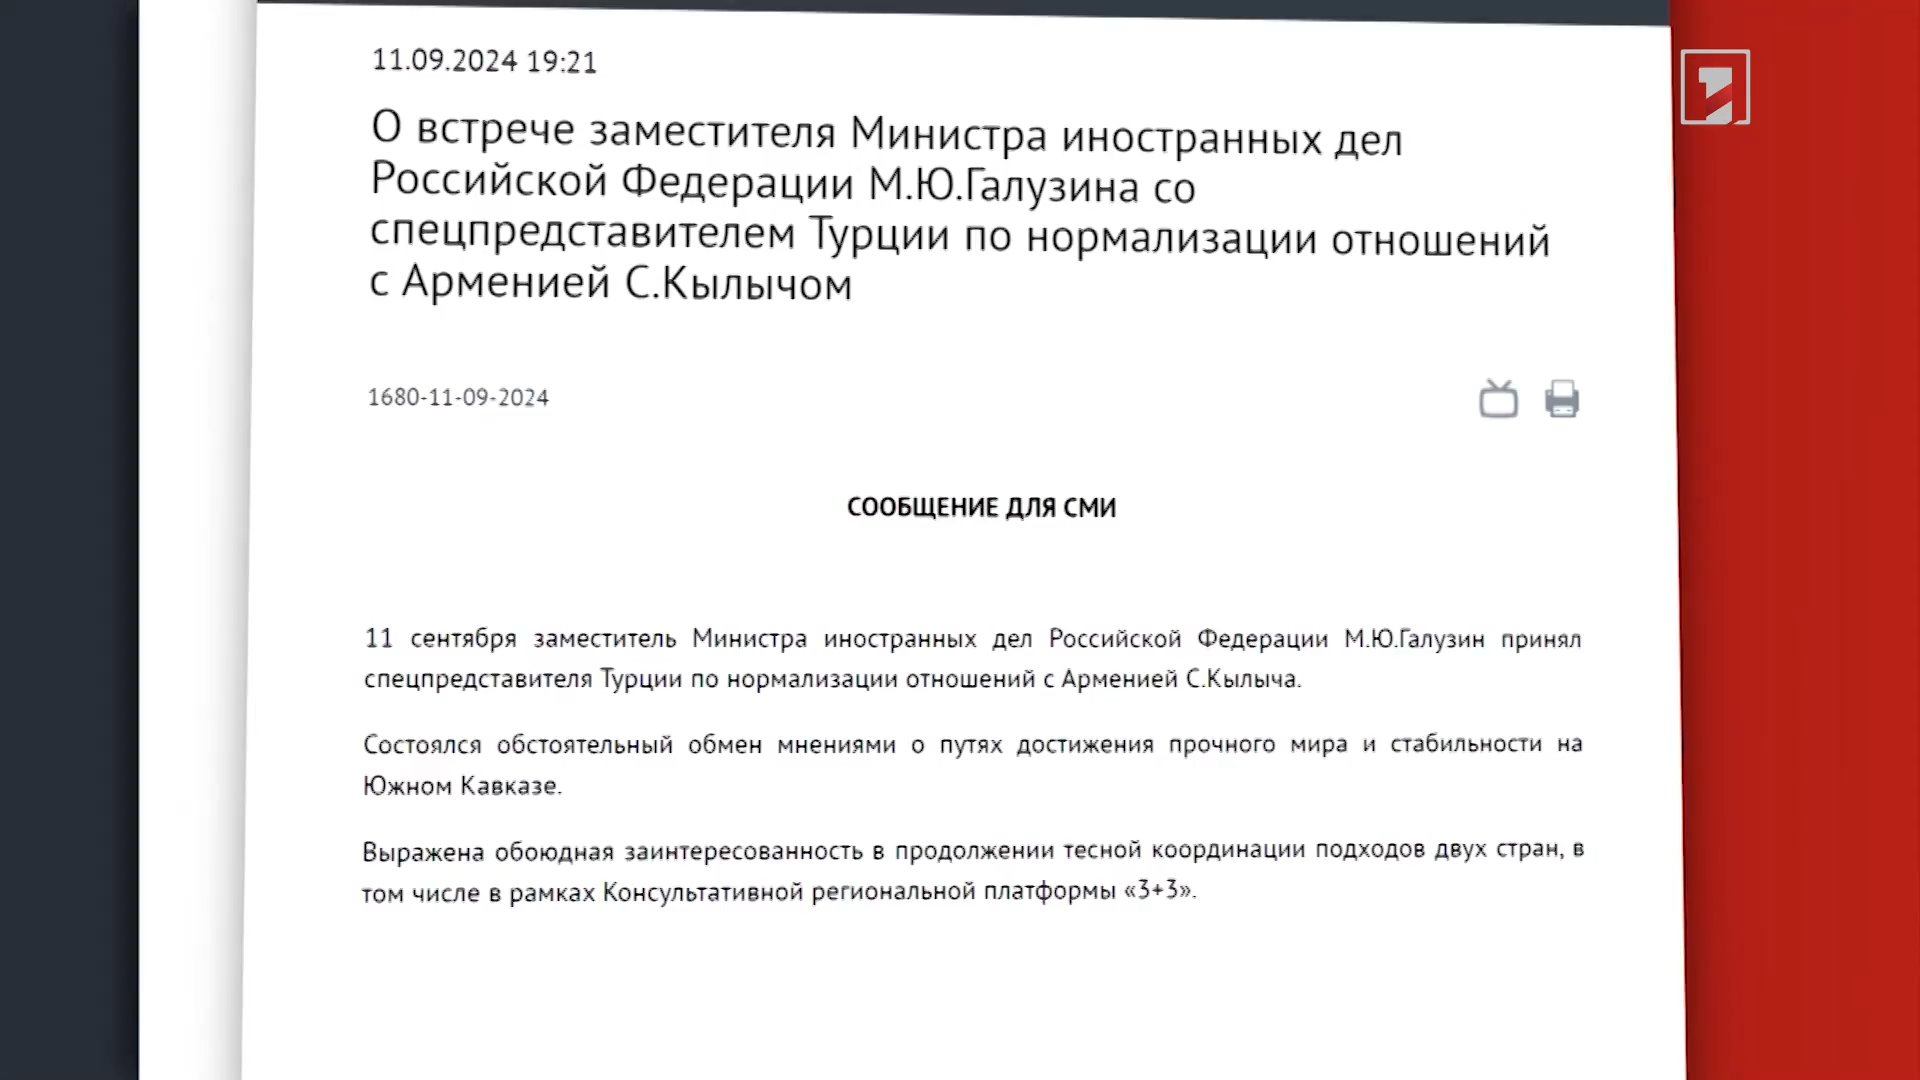 11.09.2024 19:21
О встрече заместителя Министра иностранных дел
Российской Федерации М.Ю.Галузина со
спецпредставителем Турции по нормализации отношений
с Арменией С.Кылычом
1680-11-09-2024
СООБЩЕНИЕ ДЛЯ СМИ
11 сентября заместитель Министра иностранных дел Российской Федерации М.Ю.Галузин принял
спецпредставителя Турции по нормализации отношений с Арменией С.Кылыча.
Состоялся обстоятельный обмен мнениями о путях достижения прочного мира и стабильности на
Южном Кавказе.
Выражена обоюдная заинтересованность в продолжении тесной координации подходов двух стран, в
том числе в рамках Консультативной региональной платформы «3+3».